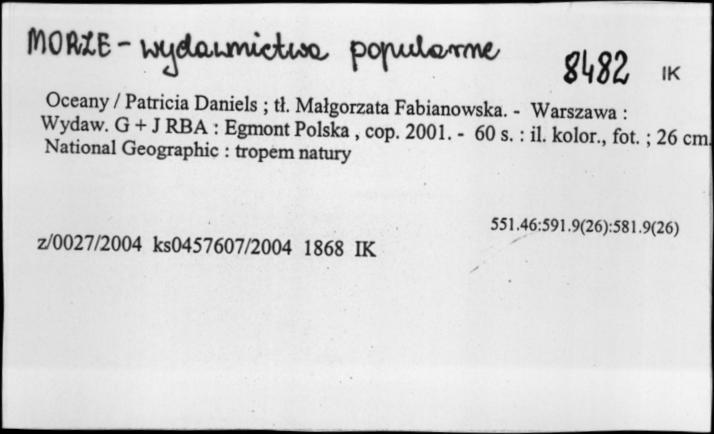 MORZE - wydawnictwa popularne
8482 IK
Oceany / Patricia Daniels ; tł. Małgorzata Fabianowska. - Warszawa :
Wydaw. G + J RBA : Egmont Polska , cop. 2001. - 60 s. : il. kolor., fot. ; 26 cm.
National Geographic : tropem natury
551.46:591.9(26):581.9(26)
z/0027/2004 ks0457607/2004 1868 IK